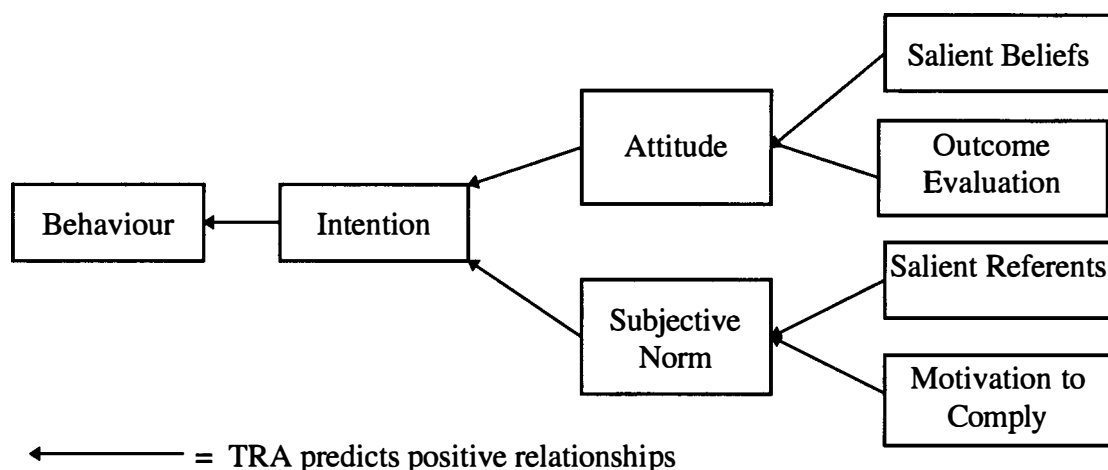 Salient Beliefs
Attitude
Outcome
Evaluation
Behaviour
Intention
Salient Referents
Subjective
Norm
Motivation to
Comply
= TRA predicts positive relationships